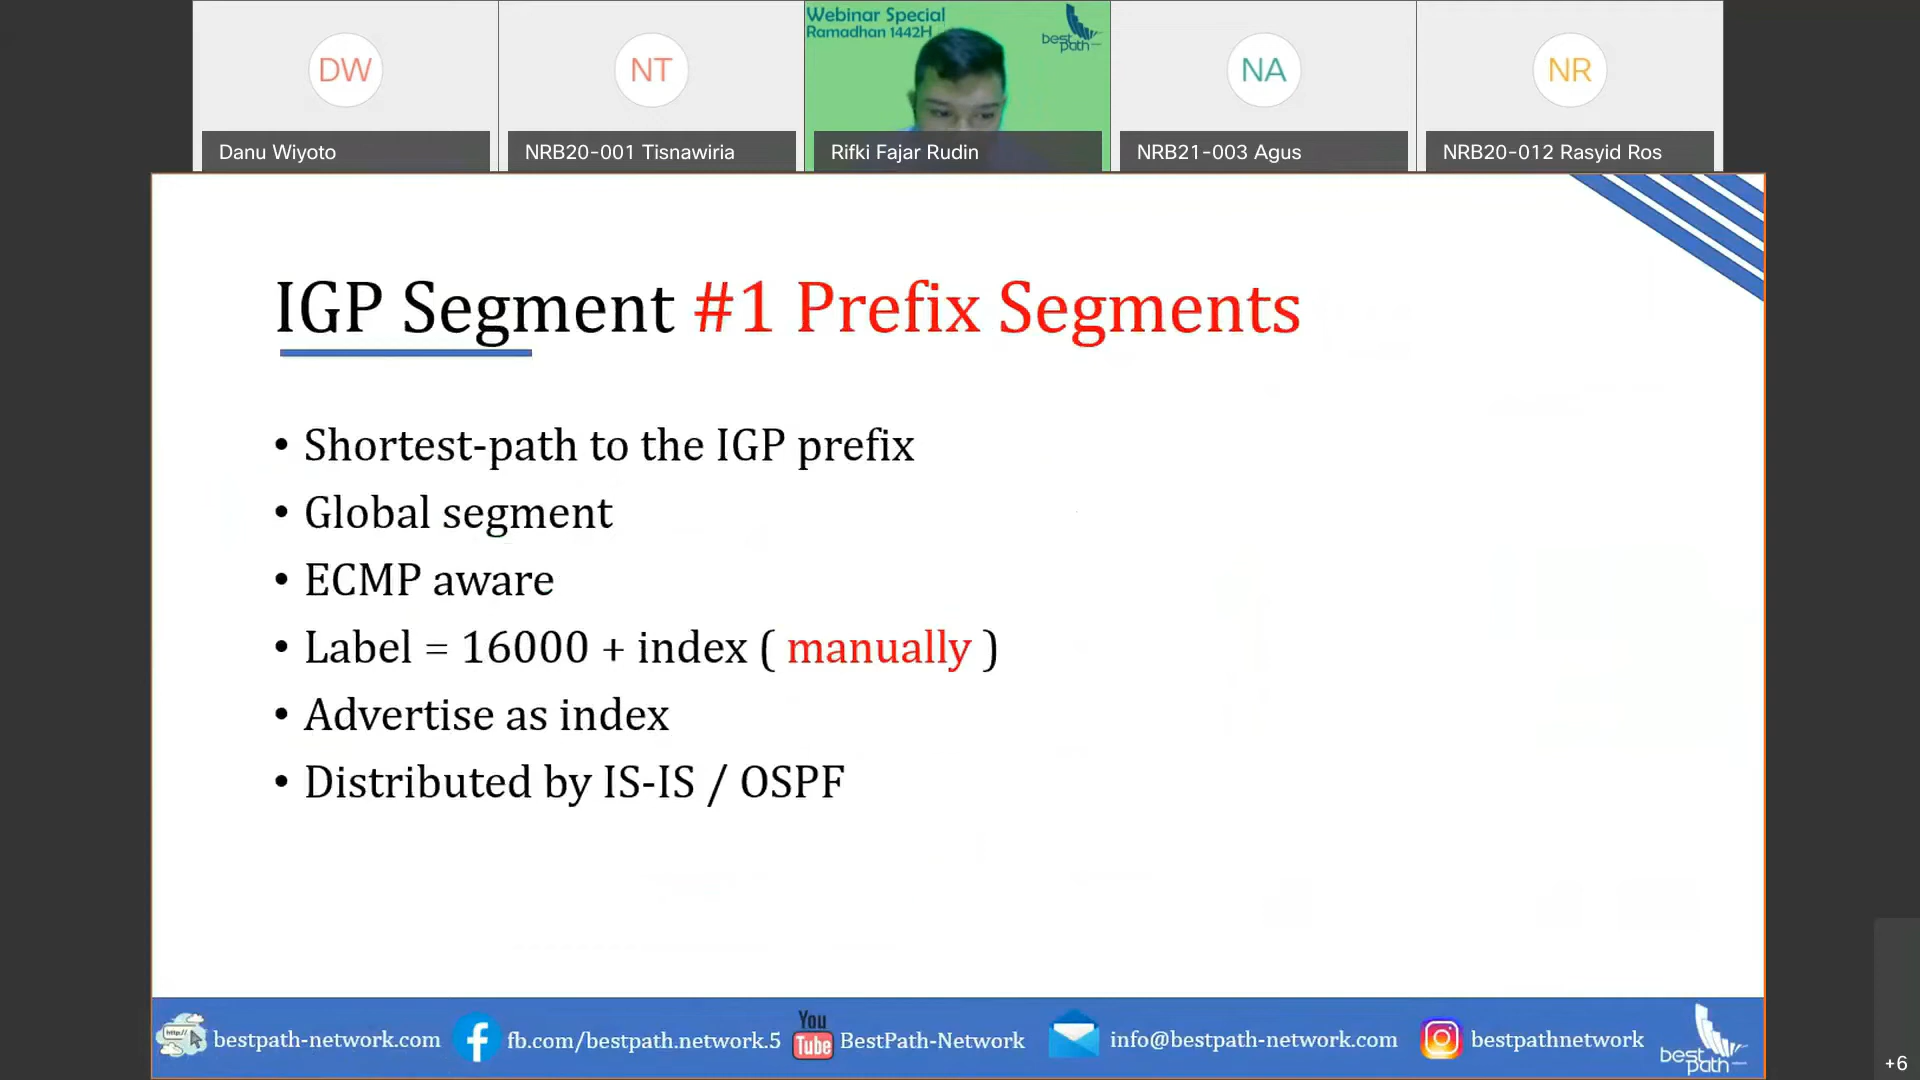 DW
NT
Webinar Special
Ramadhan 1442H
best path
NA
NR
Danu Wiyoto
NRB20-001 Tisnawiria
Rifki Fajar Rudin
NRB21-003 Agus
NRB20-012 Rasyid Ros
IGP Segment #1 Prefix Segments
• Shortest-path to the IGP prefix
• Global segment
• ECMP aware
• Label = 16000 + index ( manually )
• Advertise as index
• Distributed by IS-IS / OSPF
http://
bestpath-network.com
fb.com/bestpath.network.5
You Tube
BestPath-Network
info@bestpath-network.com
bestpathnetwork
best path
+6